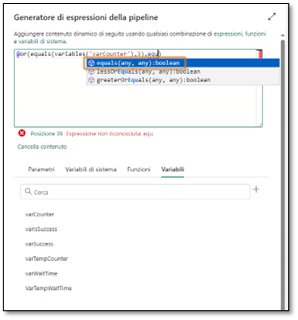 Generatore di espressioni della pipeline
Aggiungere contenuto dinamico di seguito usando qualsiasi combinazione di espressioni, funzioni
e variabili di sistema.
@or(equals(variables('varCounter'),3),equ)
equals(any, any):boolean
lessOrEquals(any, any):boolean
greaterOrEquals(any, any):boolean
Posizione 39 Espressione non riconosciuta: equ
Cancella contenuto
Parametri Variabili di sistema Funzioni Variabili
Cerca
varCounter
varIsSuccess
varSuccess
varTempCounter
varWaitTime
VarTempWaitTime